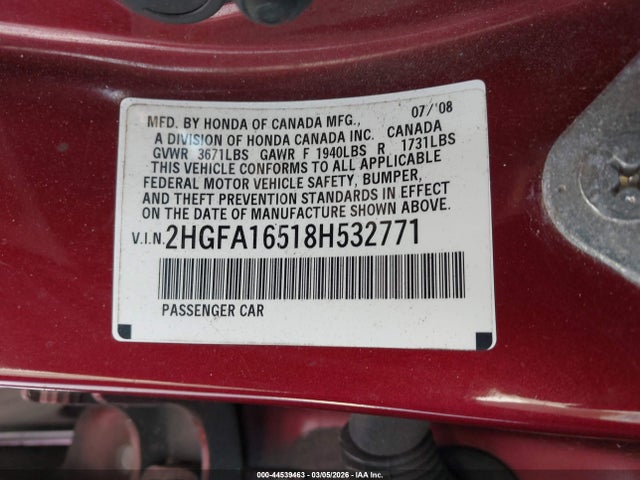 MFD. BY HONDA OF CANADA MFG., 07/'08
A DIVISION OF HONDA CANADA INC. CANADA
GVWR 3671LBS GAWR F 1940LBS R 1731LBS
THIS VEHICLE CONFORMS TO ALL APPLICABLE
FEDERAL MOTOR VEHICLE SAFETY, BUMPER,
AND THEFT PREVENTION STANDARDS IN EFFECT
ON THE DATE OF MANUFACTURE SHOWN ABOVE.
V.I.N. 2HGFA16518H532771
PASSENGER CAR
000-44539463 | 03/05/2026 - IAA Inc.